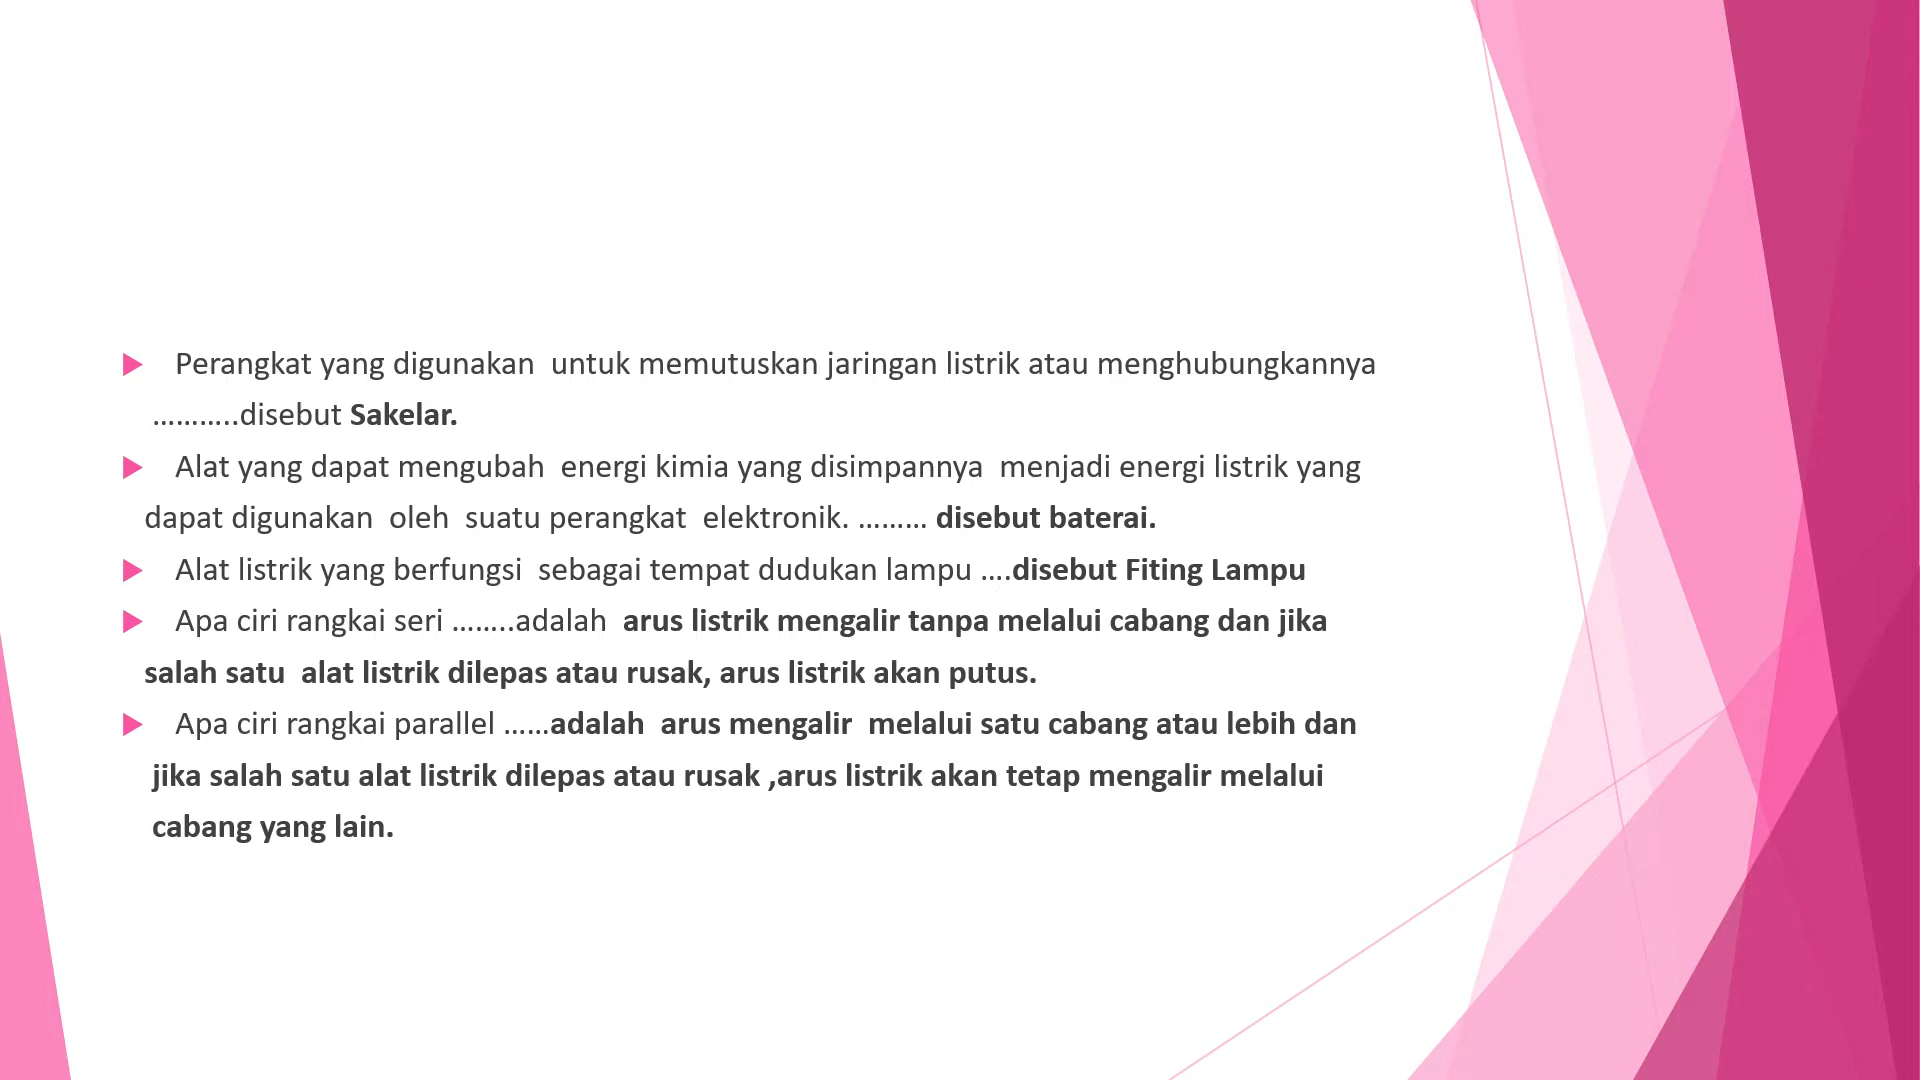 Perangkat yang digunakan  untuk memutuskan jaringan listrik atau menghubungkannya
………..disebut Sakelar.
Alat yang dapat mengubah  energi kimia yang disimpannya  menjadi energi listrik yang
dapat digunakan  oleh  suatu perangkat  elektronik. ……… disebut baterai.
Alat listrik yang berfungsi  sebagai tempat dudukan lampu ….disebut Fiting Lampu
Apa ciri rangkai seri ……..adalah  arus listrik mengalir tanpa melalui cabang dan jika
salah satu  alat listrik dilepas atau rusak, arus listrik akan putus.
Apa ciri rangkai parallel ……adalah  arus mengalir  melalui satu cabang atau lebih dan
jika salah satu alat listrik dilepas atau rusak ,arus listrik akan tetap mengalir melalui
cabang yang lain.